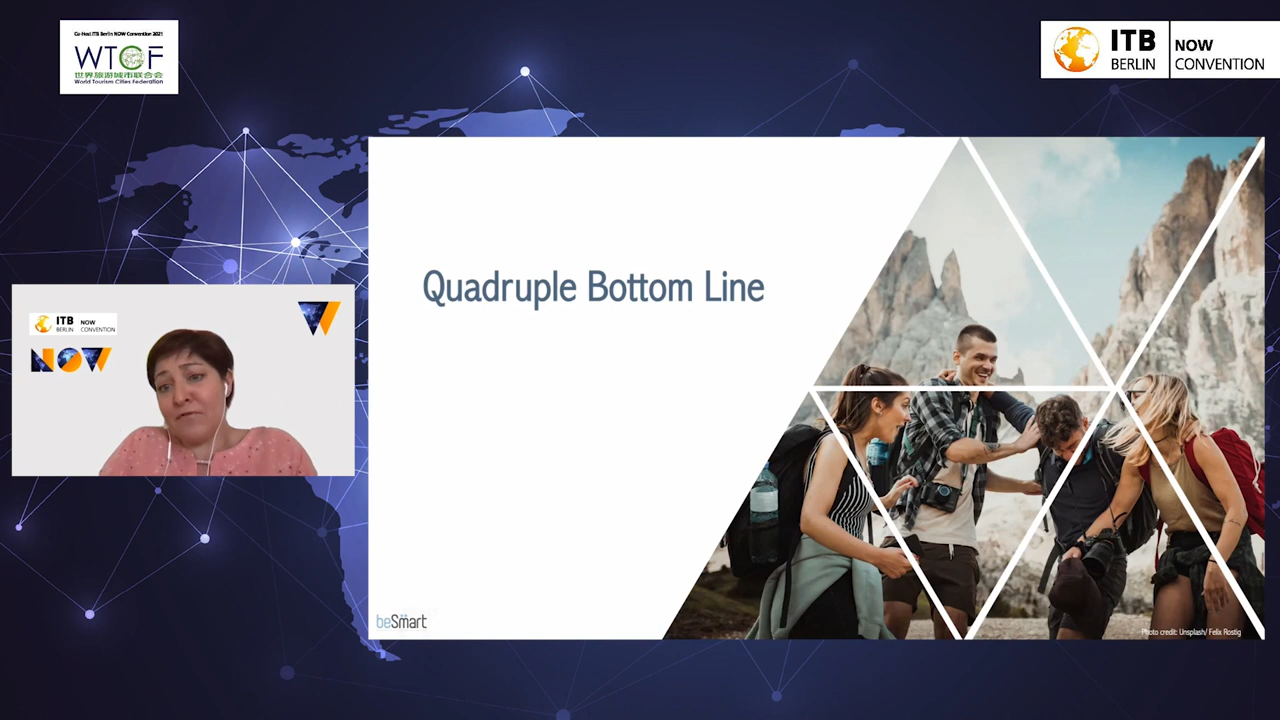 Co-Host ITB Berlin NOW Convention 2021
WTCF
世界旅游城市联合会
World Tourism Cities Federation
ITB
BERLIN
NOW
CONVENTION
ITB
BERLIN
NOW
CONVENTION
NOW
Quadruple Bottom Line
beSmart
Photo credit: Unsplash/ Felix Rostig